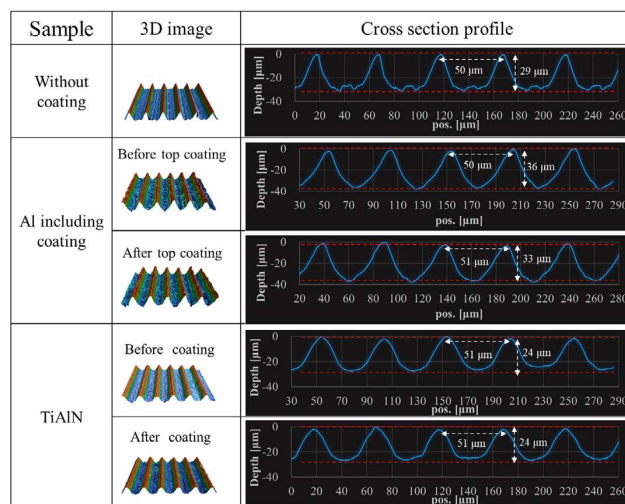 Sample 3D image Cross section profile
Without coating
Depth [µm]
0
-20
-40
50 µm
29 µm
0 20 40 60 80 100 120 140 160 180 200 220 240 260
pos. [µm]
Al including coating
Before top coating
Depth [µm]
0
-20
-40
50 µm
36 µm
30 50 70 90 110 130 150 170 190 210 230 250 270 290
pos. [µm]
After top coating
Depth [µm]
0
-20
-40
51 µm
33 µm
20 40 60 80 100 120 140 160 180 200 220 240 260 280
pos. [µm]
TiAlN
Before coating
Depth [µm]
0
-20
-40
51 µm
24 µm
30 50 70 90 110 130 150 170 190 210 230 250 270 290
pos. [µm]
After coating
Depth [µm]
0
-20
-40
51 µm
24 µm
0 20 40 60 80 100 120 140 160 180 200 220 240 260
pos. [µm]